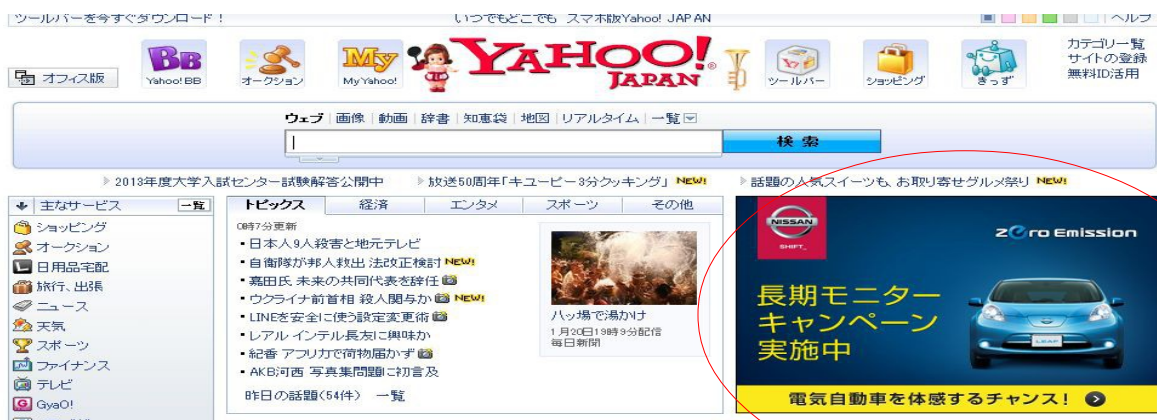 ツールバーを今すぐダウンロード！
いつでもどこでも スマホ版Yahoo! JAPAN
ヘルプ
オフィス版
BB
Yahoo! BB
オークション
My
My Yahoo!
YAHOO! JAPAN
ツールバー
ショッピング
きっず
カテゴリ一覧
サイトの登録
無料ID活用
ウェブ 画像 動画 辞書 知恵袋 地図 リアルタイム 一覧
検索
2013年度大学入試センター試験解答公開中
放送50周年「キユーピー3分クッキング」 NEW!
話題の人気スイーツも、お取り寄せグルメ祭り NEW!
主なサービス 一覧
ショッピング
オークション
日用品宅配
旅行、出張
ニュース
天気
スポーツ
ファイナンス
テレビ
GyaO!
トピックス 経済 エンタメ スポーツ その他
0時7分更新
日本人9人殺害と地元テレビ
自衛隊が邦人救出 法改正検討 NEW!
嘉田氏 未来の共同代表を辞任
ウクライナ前首相 殺人関与か NEW!
LINEを安全に使う設定変更術
レアル・インテル長友に興味か
紀香 アフリカで荷物届かず
AKB河西 写真集問題に初言及
昨日の話題(54件) 一覧
八ッ場で湯かけ
1月20日19時9分配信
毎日新聞
NISSAN
SHIFT_
zero Emission
長期モニター
キャンペーン
実施中
LEAF
電気自動車を体感するチャンス！